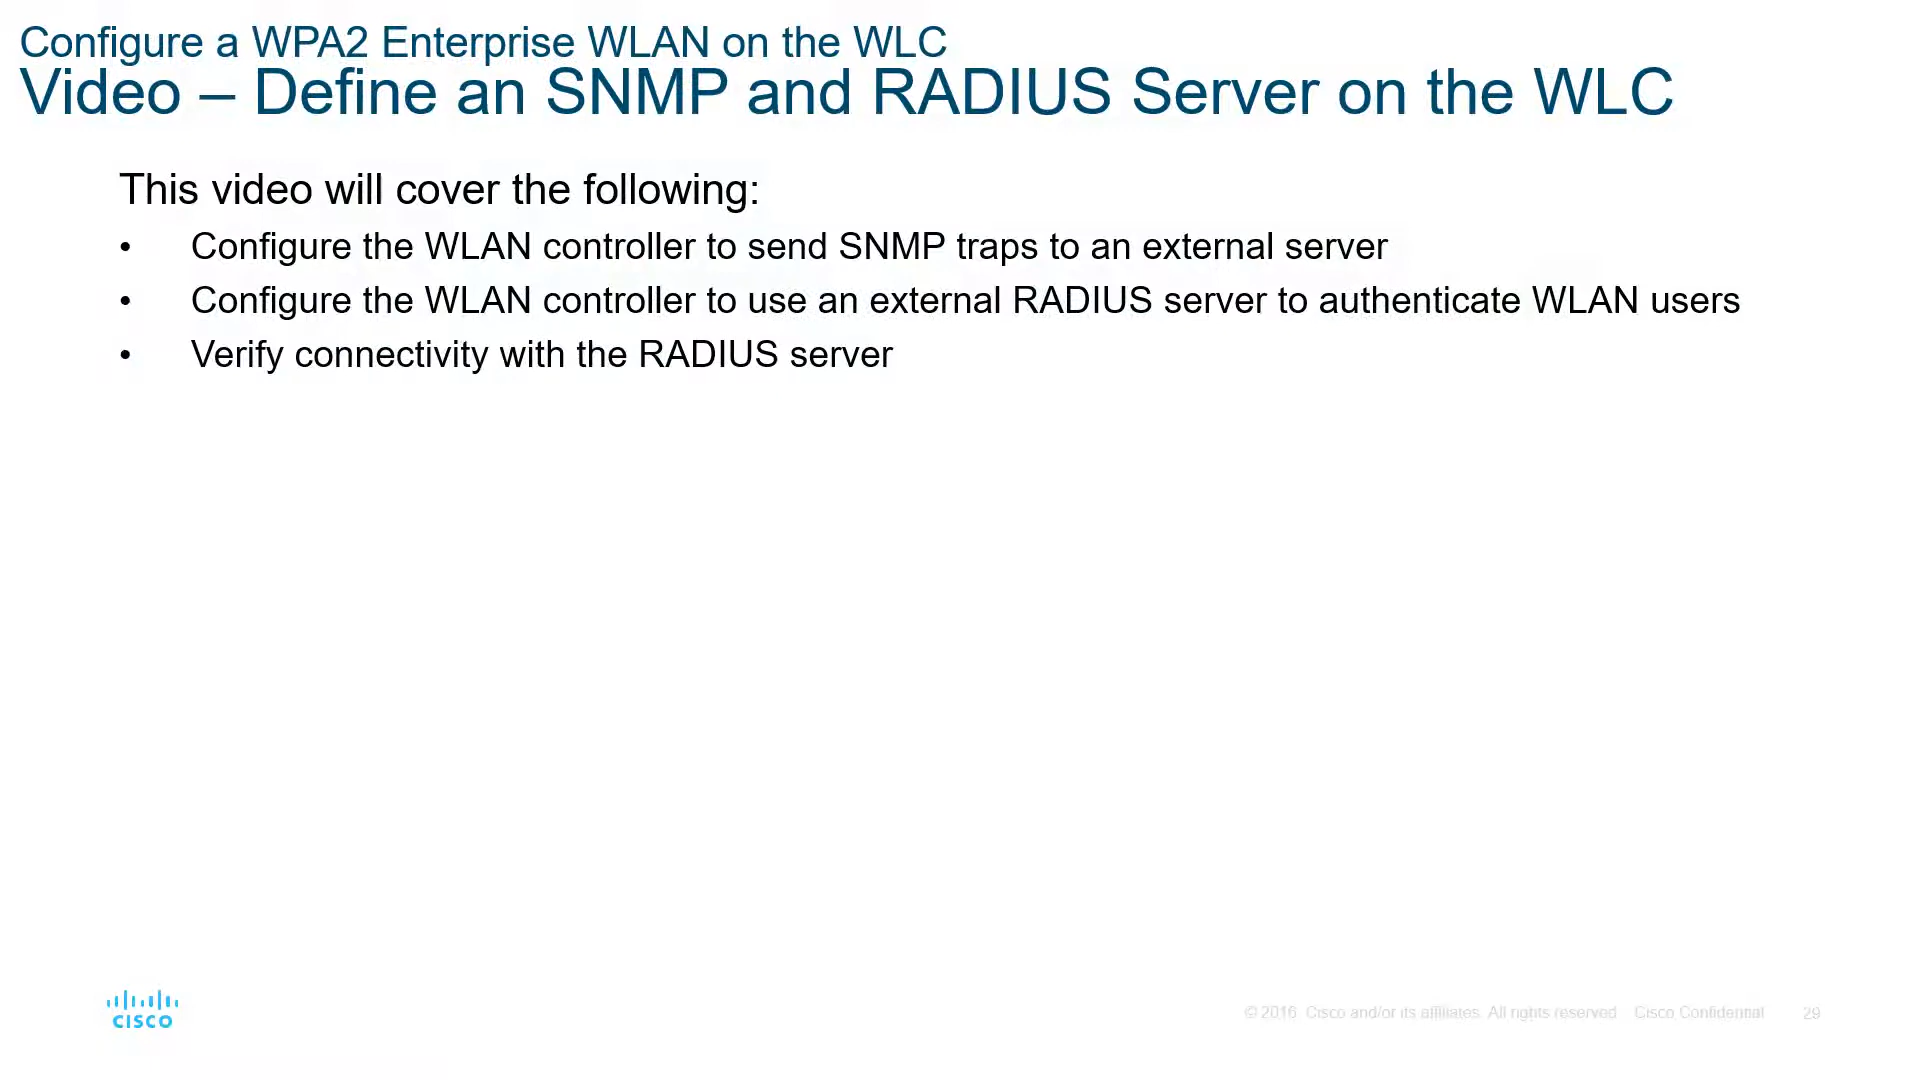 Configure a WPA2 Enterprise WLAN on the WLC
Video – Define an SNMP and RADIUS Server on the WLC
This video will cover the following:
• Configure the WLAN controller to send SNMP traps to an external server
• Configure the WLAN controller to use an external RADIUS server to authenticate WLAN users
• Verify connectivity with the RADIUS server
CISCO
© 2016 Cisco and/or its affiliates. All rights reserved. Cisco Confidential 29